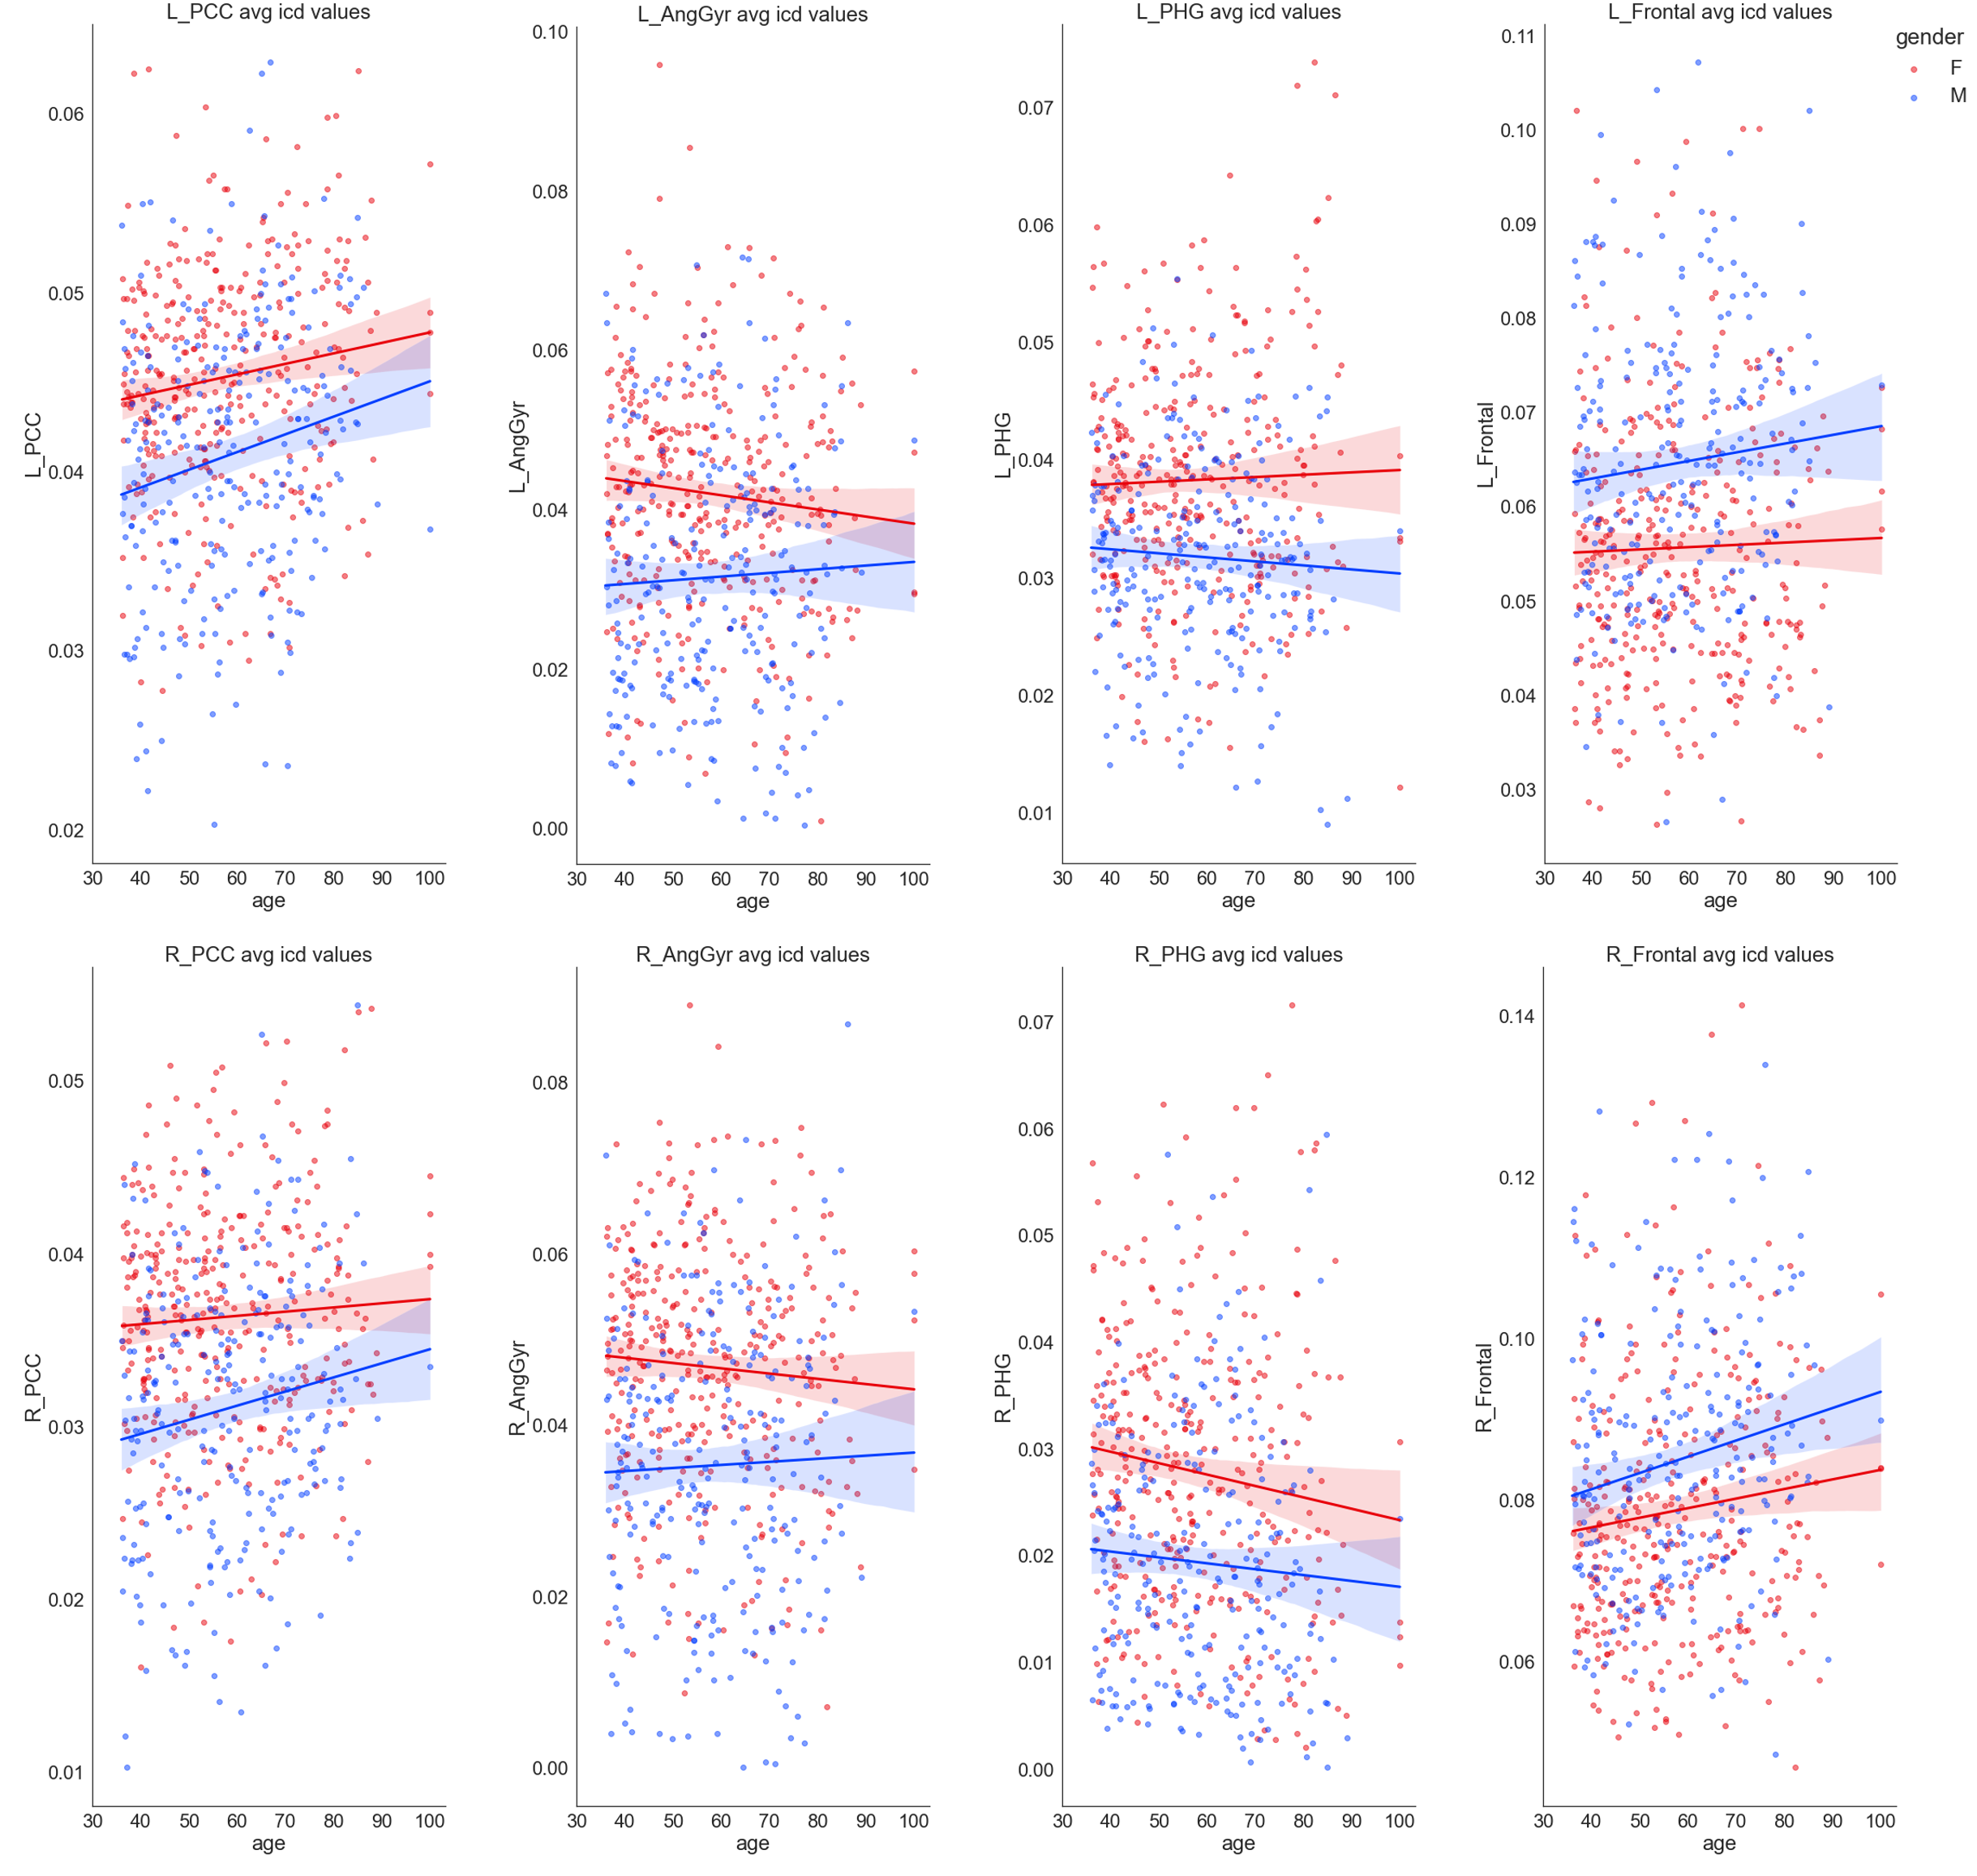 L_PCC avg icd values
L_AngGyr avg icd values
L_PHG avg icd values
L_Frontal avg icd values
gender
F
M
L_PCC
0.06
0.05
0.04
0.03
0.02
30 40 50 60 70 80 90 100
age
L_AngGyr
0.10
0.08
0.06
0.04
0.02
0.00
30 40 50 60 70 80 90 100
age
L_PHG
0.07
0.06
0.05
0.04
0.03
0.02
0.01
30 40 50 60 70 80 90 100
age
L_Frontal
0.11
0.10
0.09
0.08
0.07
0.06
0.05
0.04
0.03
30 40 50 60 70 80 90 100
age
R_PCC avg icd values
R_AngGyr avg icd values
R_PHG avg icd values
R_Frontal avg icd values
R_PCC
0.05
0.04
0.03
0.02
0.01
30 40 50 60 70 80 90 100
age
R_AngGyr
0.08
0.06
0.04
0.02
0.00
30 40 50 60 70 80 90 100
age
R_PHG
0.07
0.06
0.05
0.04
0.03
0.02
0.01
0.00
30 40 50 60 70 80 90 100
age
R_Frontal
0.14
0.12
0.10
0.08
0.06
30 40 50 60 70 80 90 100
age